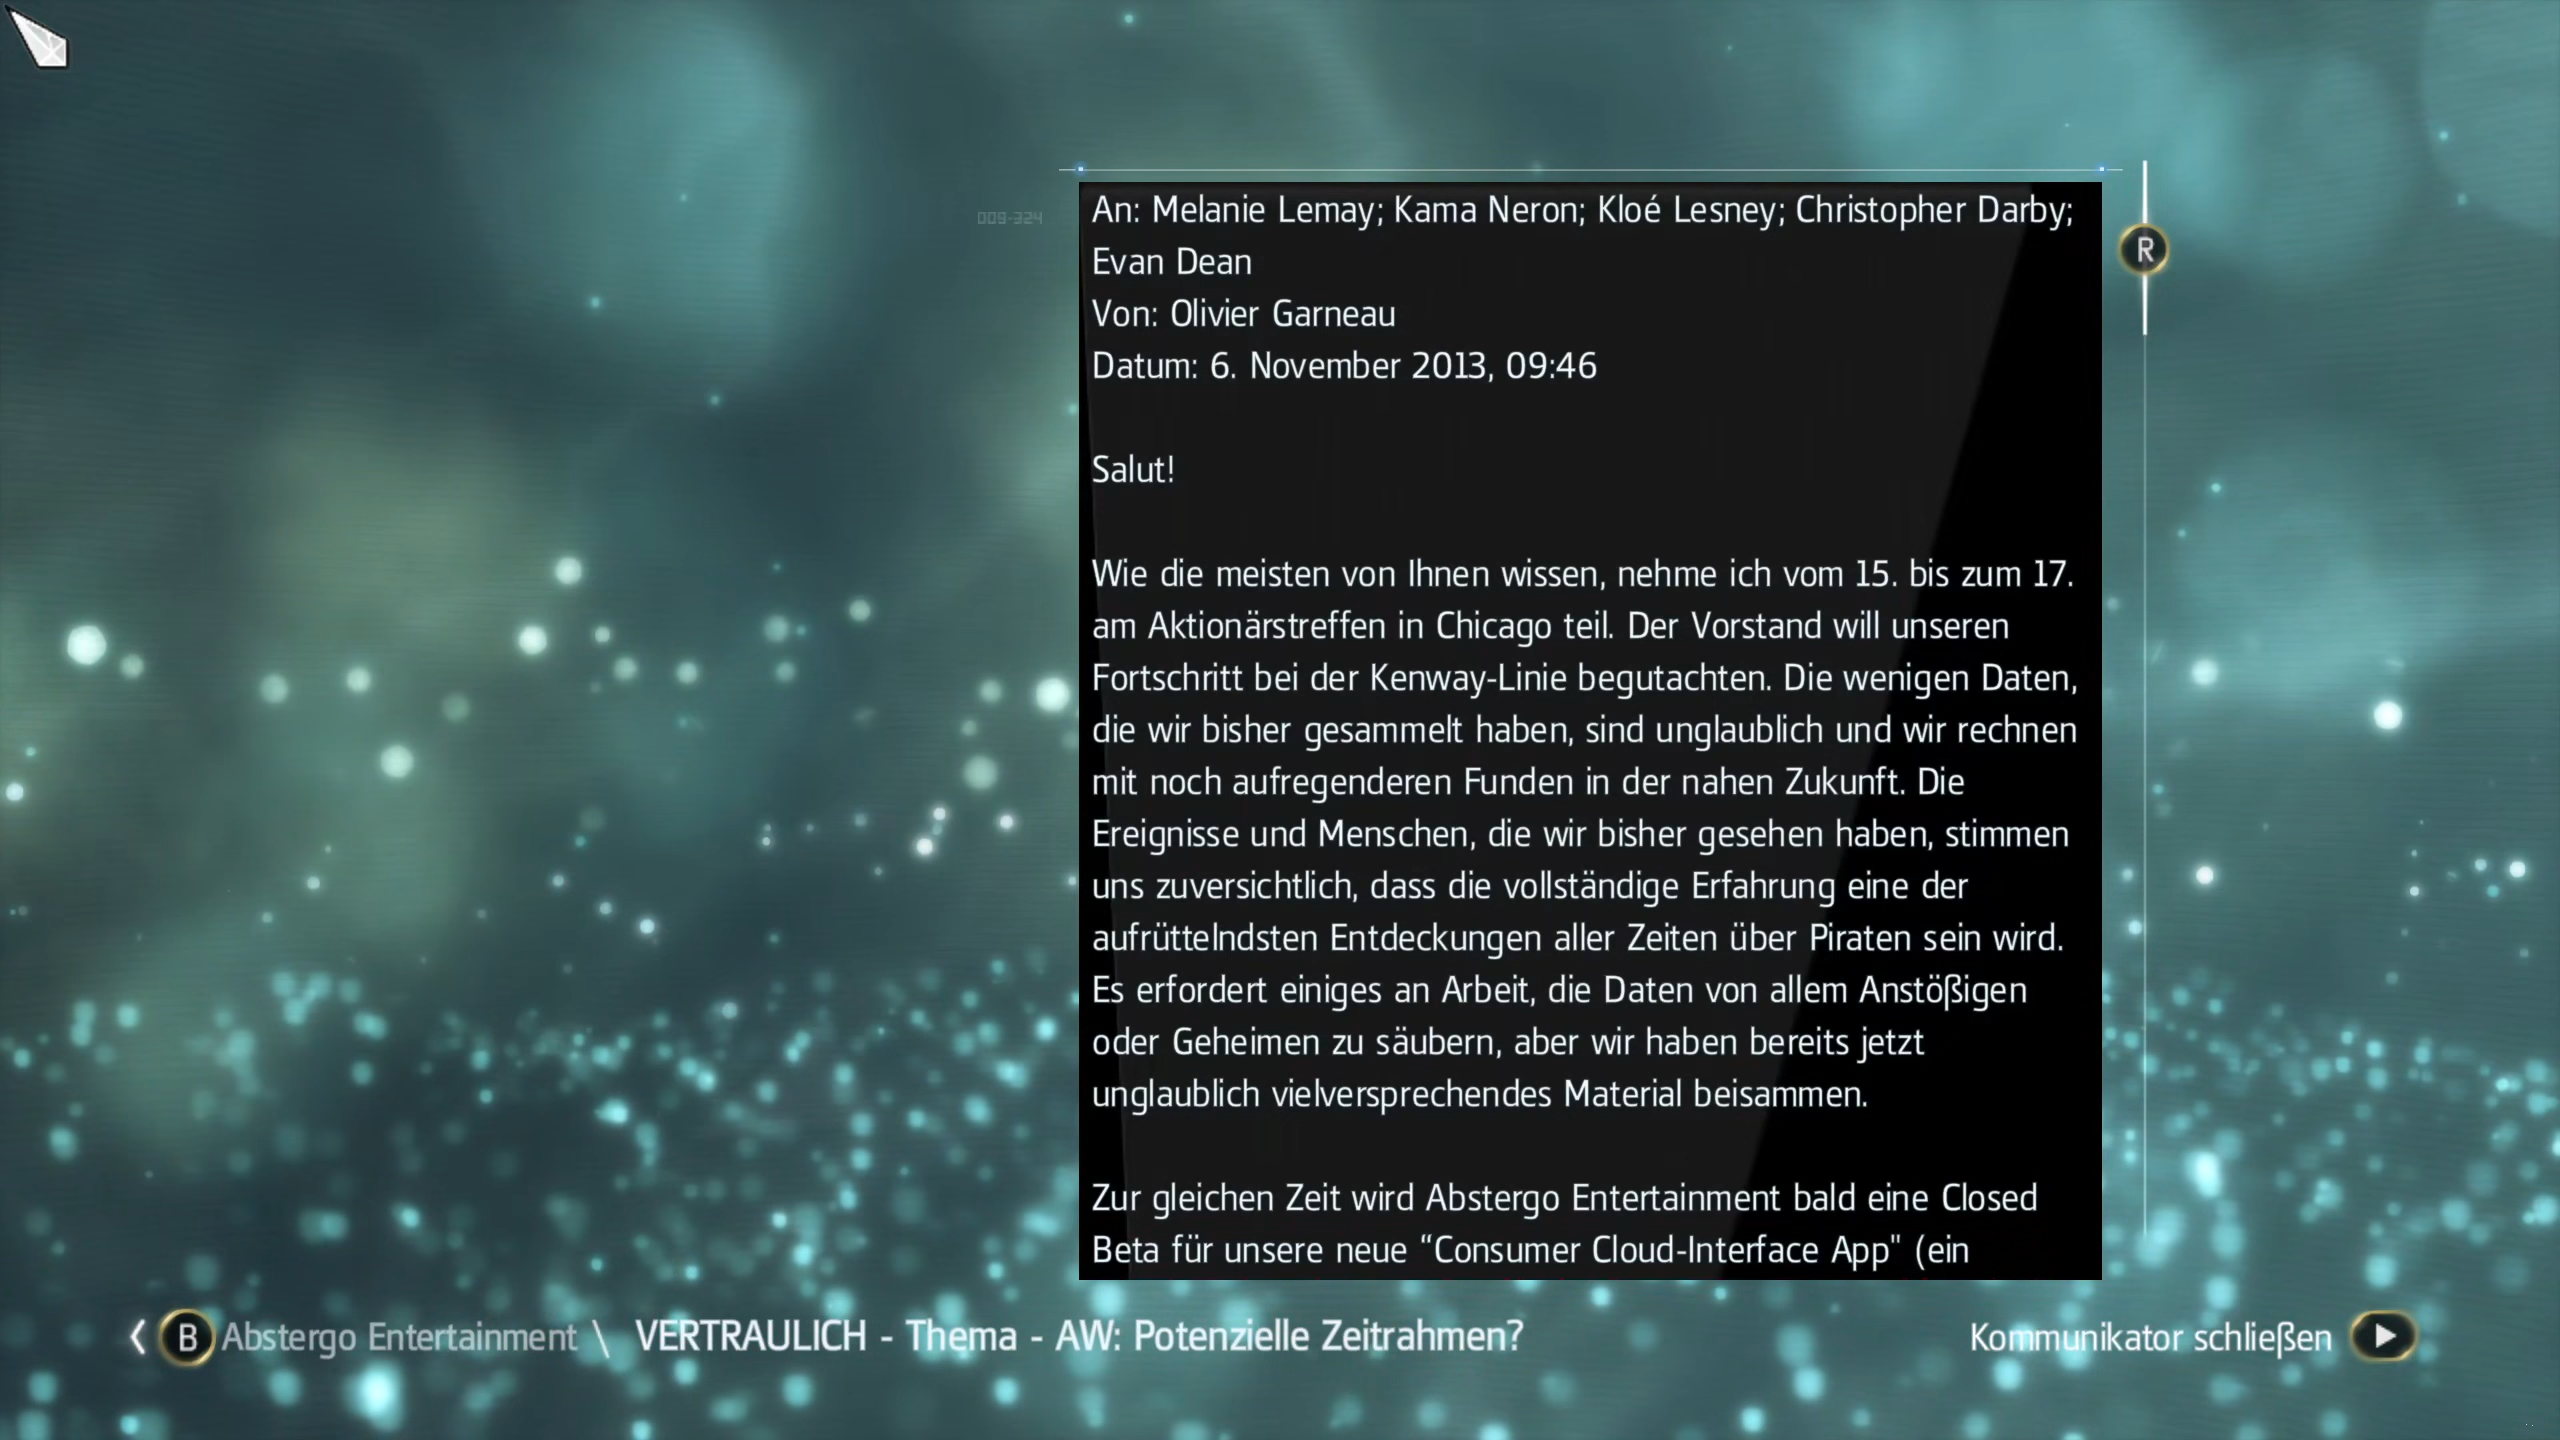 009-324
An: Melanie Lemay; Kama Neron; Kloé Lesney; Christopher Darby;
Evan Dean
Von: Olivier Garneau
Datum: 6. November 2013, 09:46
Salut!
Wie die meisten von Ihnen wissen, nehme ich vom 15. bis zum 17.
am Aktionärstreffen in Chicago teil. Der Vorstand will unseren
Fortschritt bei der Kenway-Linie begutachten. Die wenigen Daten,
die wir bisher gesammelt haben, sind unglaublich und wir rechnen
mit noch aufregenderen Funden in der nahen Zukunft. Die
Ereignisse und Menschen, die wir bisher gesehen haben, stimmen
uns zuversichtlich, dass die vollständige Erfahrung eine der
aufrüttelndsten Entdeckungen aller Zeiten über Piraten sein wird.
Es erfordert einiges an Arbeit, die Daten von allem Anstößigen
oder Geheimen zu säubern, aber wir haben bereits jetzt
unglaublich vielversprechendes Material beisammen.
Zur gleichen Zeit wird Abstergo Entertainment bald eine Closed
Beta für unsere neue “Consumer Cloud-Interface App" (ein
R
B Abstergo Entertainment \ VERTRAULICH - Thema - AW: Potenzielle Zeitrahmen?
Kommunikator schließen